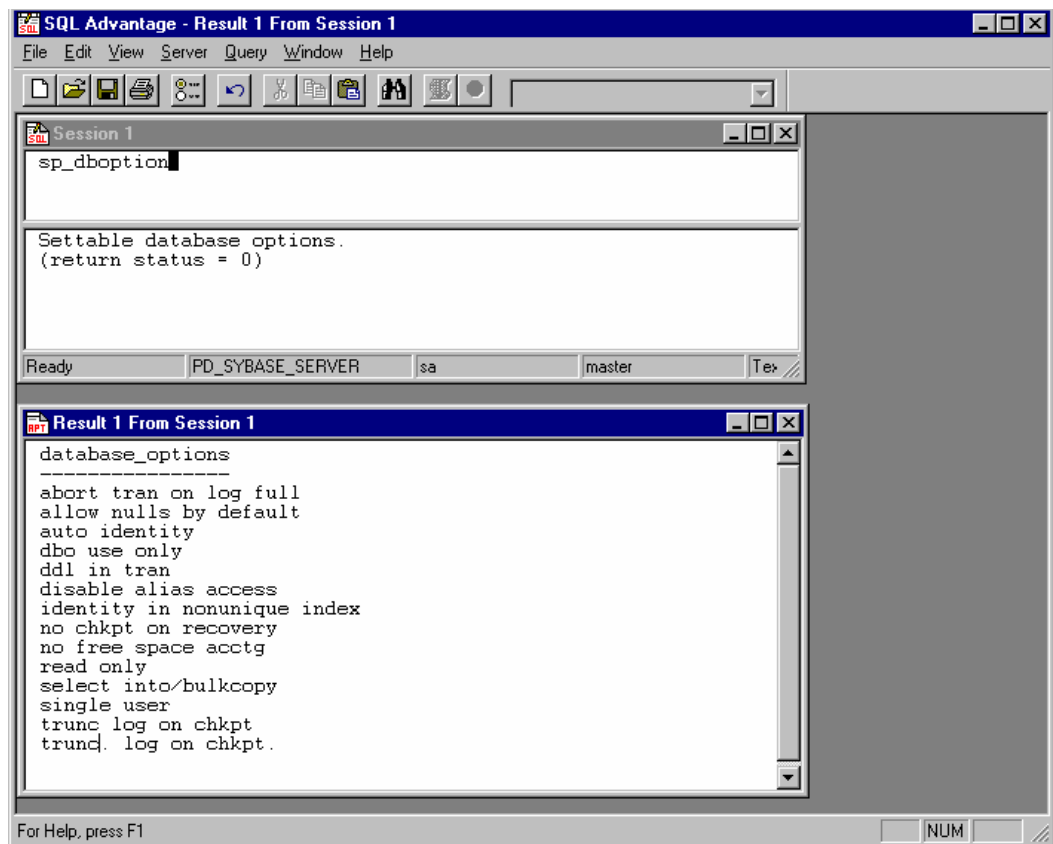 SQL Advantage - Result 1 From Session 1
File Edit View Server Query Window Help
Session 1
sp_dboption
Settable database options.
(return status = 0)
Ready PD_SYBASE_SERVER sa master Tex
Result 1 From Session 1
database_options
----------------
abort tran on log full
allow nulls by default
auto identity
dbo use only
ddl in tran
disable alias access
identity in nonunique index
no chkpt on recovery
no free space acctg
read only
select into/bulkcopy
single user
trunc log on chkpt
trunc. log on chkpt.
For Help, press F1 NUM